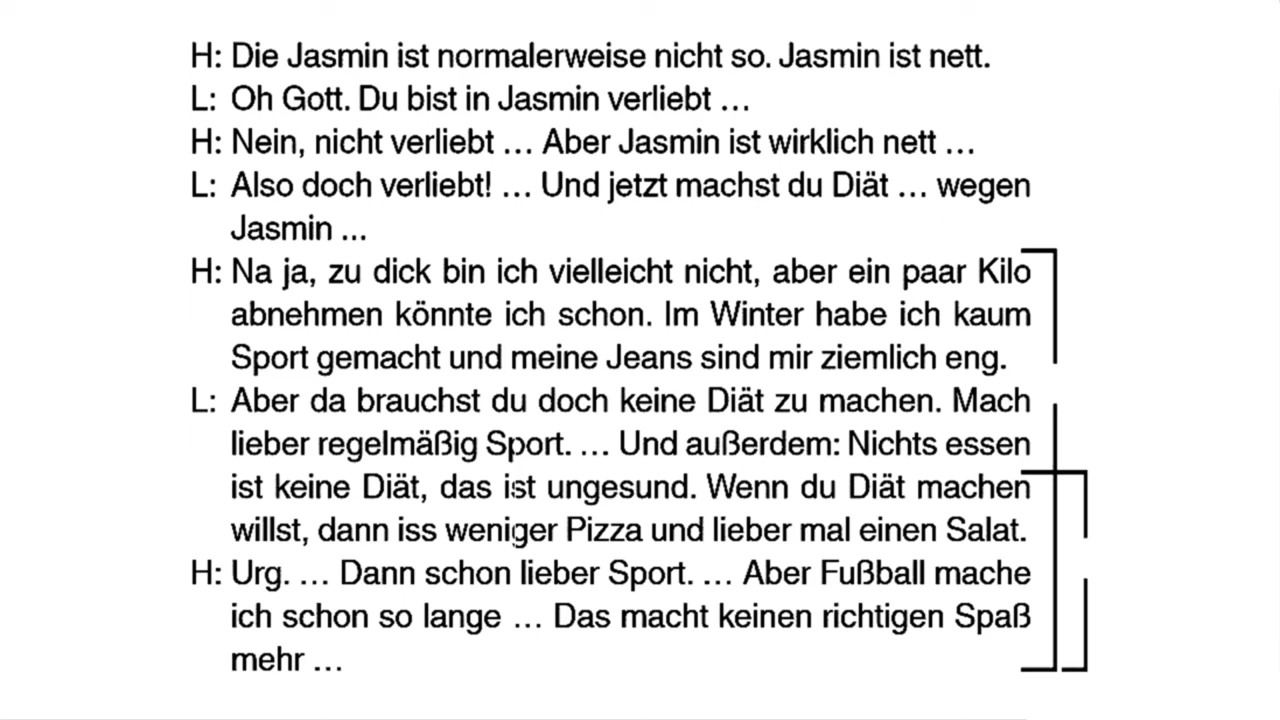 H: Die Jasmin ist normalerweise nicht so. Jasmin ist nett.
L: Oh Gott. Du bist in Jasmin verliebt …
H: Nein, nicht verliebt … Aber Jasmin ist wirklich nett …
L: Also doch verliebt! … Und jetzt machst du Diät … wegen
Jasmin ...
H: Na ja, zu dick bin ich vielleicht nicht, aber ein paar Kilo
abnehmen könnte ich schon. Im Winter habe ich kaum
Sport gemacht und meine Jeans sind mir ziemlich eng.
L: Aber da brauchst du doch keine Diät zu machen. Mach
lieber regelmäßig Sport. … Und außerdem: Nichts essen
ist keine Diät, das ist ungesund. Wenn du Diät machen
willst, dann iss weniger Pizza und lieber mal einen Salat.
H: Urg. … Dann schon lieber Sport. … Aber Fußball mache
ich schon so lange … Das macht keinen richtigen Spaß
mehr …